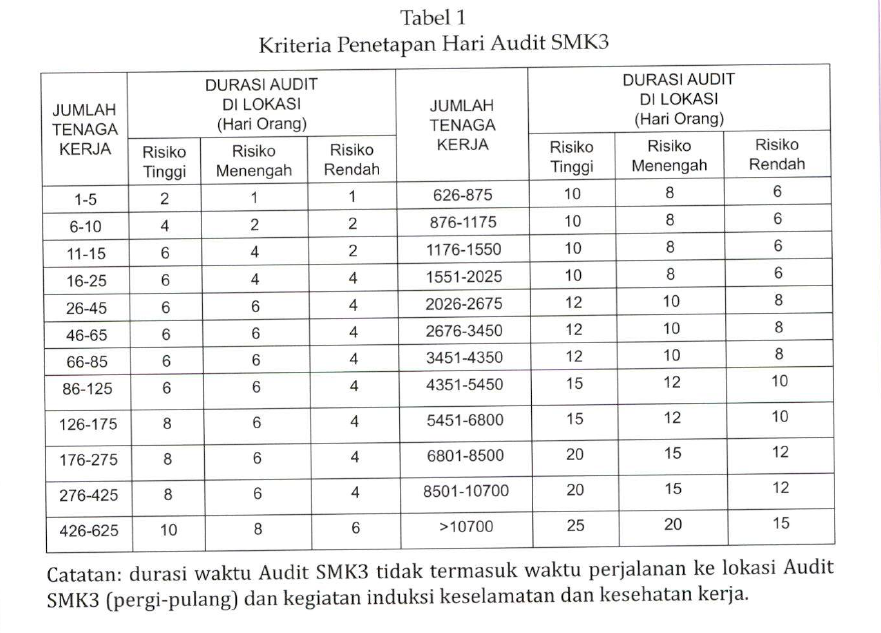 Tabel 1
Kriteria Penetapan Hari Audit SMK3
JUMLAH TENAGA KERJA | DURASI AUDIT DI LOKASI (Hari Orang) | JUMLAH TENAGA KERJA | DURASI AUDIT DI LOKASI (Hari Orang)
Risiko Tinggi | Risiko Menengah | Risiko Rendah | Risiko Tinggi | Risiko Menengah | Risiko Rendah
1-5 | 2 | 1 | 1 | 626-875 | 10 | 8 | 6
6-10 | 4 | 2 | 2 | 876-1175 | 10 | 8 | 6
11-15 | 6 | 4 | 2 | 1176-1550 | 10 | 8 | 6
16-25 | 6 | 4 | 4 | 1551-2025 | 10 | 8 | 6
26-45 | 6 | 6 | 4 | 2026-2675 | 12 | 10 | 8
46-65 | 6 | 6 | 4 | 2676-3450 | 12 | 10 | 8
66-85 | 6 | 6 | 4 | 3451-4350 | 12 | 10 | 8
86-125 | 6 | 6 | 4 | 4351-5450 | 15 | 12 | 10
126-175 | 8 | 6 | 4 | 5451-6800 | 15 | 12 | 10
176-275 | 8 | 6 | 4 | 6801-8500 | 20 | 15 | 12
276-425 | 8 | 6 | 4 | 8501-10700 | 20 | 15 | 12
426-625 | 10 | 8 | 6 | >10700 | 25 | 20 | 15
Catatan: durasi waktu Audit SMK3 tidak termasuk waktu perjalanan ke lokasi Audit
SMK3 (pergi-pulang) dan kegiatan induksi keselamatan dan kesehatan kerja.